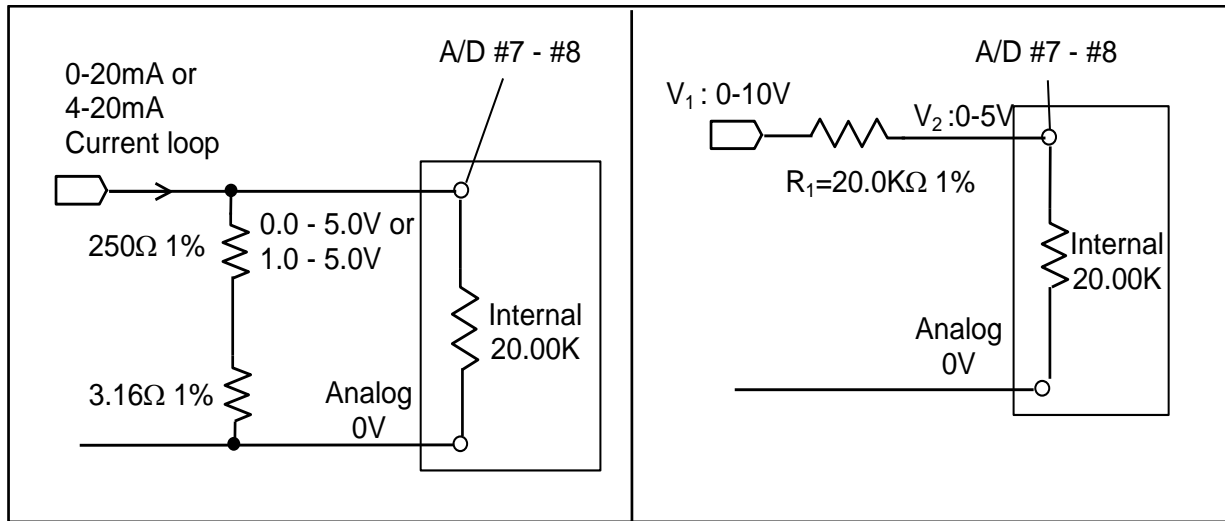 A/D #7 - #8
0-20mA or
4-20mA
Current loop
250Ω 1%
0.0 - 5.0V or
1.0 - 5.0V
Internal
20.00K
3.16Ω 1%
Analog
0V
A/D #7 - #8
V₁ : 0-10V
V₂ :0-5V
R₁=20.0KΩ 1%
Internal
20.00K
Analog
0V